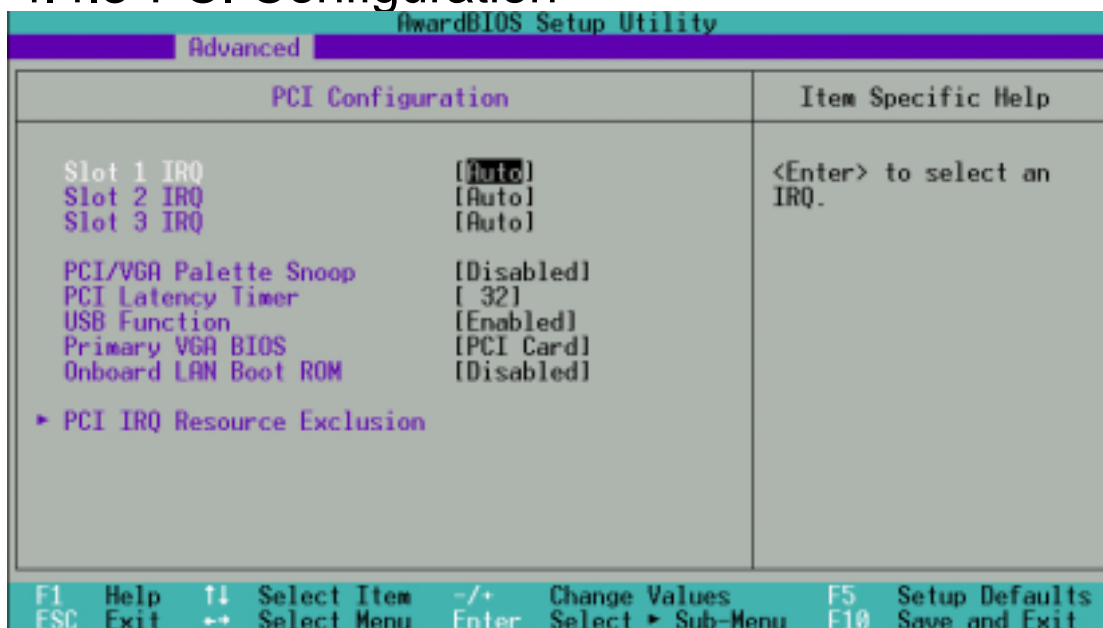 PCI Configuration
AwardBIOS Setup Utility
Advanced
PCI Configuration
Item Specific Help
Slot 1 IRQ [Auto]
Slot 2 IRQ [Auto]
Slot 3 IRQ [Auto]
<Enter> to select an
IRQ.
PCI/VGA Palette Snoop [Disabled]
PCI Latency Timer [ 32]
USB Function [Enabled]
Primary VGA BIOS [PCI Card]
Onboard LAN Boot ROM [Disabled]
► PCI IRQ Resource Exclusion
F1 Help ↑↓ Select Item -/+ Change Values F5 Setup Defaults
ESC Exit ←→ Select Menu Enter Select ► Sub-Menu F10 Save and Exit